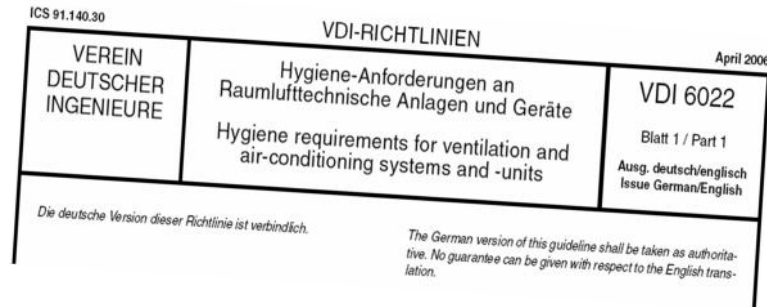 ICS 91.140.30
VDI-RICHTLINIEN
April 2006
VEREIN
DEUTSCHER
INGENIEURE
Hygiene-Anforderungen an
Raumlufttechnische Anlagen und Geräte
Hygiene requirements for ventilation and
air-conditioning systems and -units
VDI 6022
Blatt 1 / Part 1
Ausg. deutsch/englisch
Issue German/English
Die deutsche Version dieser Richtlinie ist verbindlich.
The German version of this guideline shall be taken as authorita-
tive. No guarantee can be given with respect to the English trans-
lation.